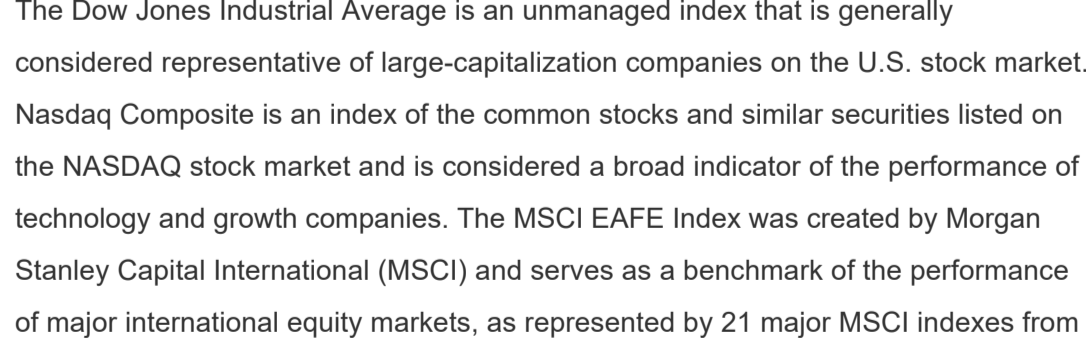 The Dow Jones Industrial Average is an unmanaged index that is generally
considered representative of large-capitalization companies on the U.S. stock market.
Nasdaq Composite is an index of the common stocks and similar securities listed on
the NASDAQ stock market and is considered a broad indicator of the performance of
technology and growth companies. The MSCI EAFE Index was created by Morgan
Stanley Capital International (MSCI) and serves as a benchmark of the performance
of major international equity markets, as represented by 21 major MSCI indexes from